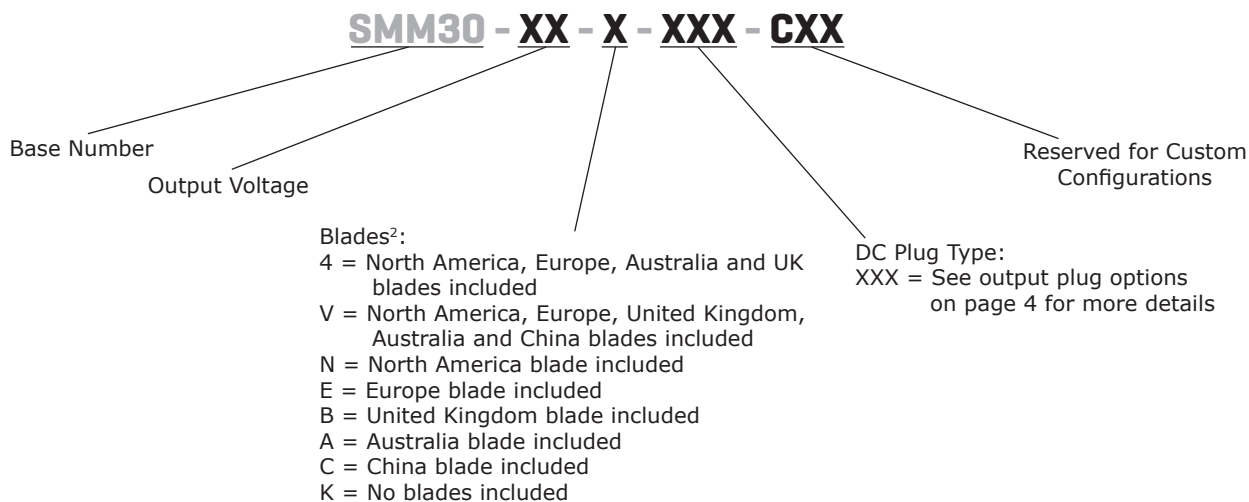 SMM30 - XX - X - XXX - CXX
Base Number
Output Voltage
Blades²:
4 = North America, Europe, Australia and UK
blades included
V = North America, Europe, United Kingdom,
Australia and China blades included
N = North America blade included
E = Europe blade included
B = United Kingdom blade included
A = Australia blade included
C = China blade included
K = No blades included
DC Plug Type:
XXX = See output plug options
on page 4 for more details
Reserved for Custom
Configurations